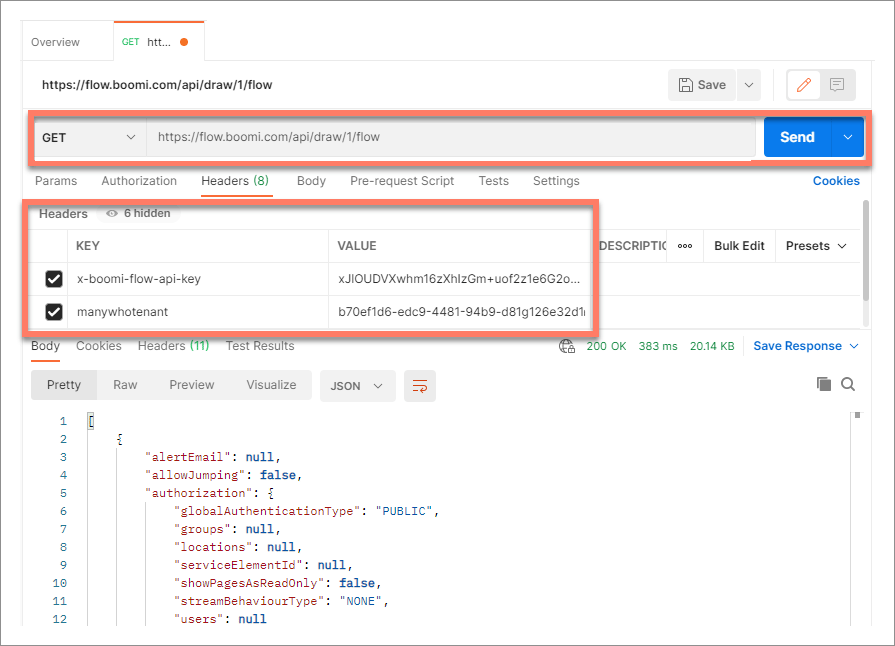 Overview GET htt...
https://flow.boomi.com/api/draw/1/flow Save
GET https://flow.boomi.com/api/draw/1/flow Send
Params Authorization Headers (8) Body Pre-request Script Tests Settings Cookies
Headers 6 hidden
KEY VALUE DESCRIPTIO ••• Bulk Edit Presets
x-boomi-flow-api-key xJIOUDVXwhm16zXhIzGm+uof2z1e6G2o...
manywhotenant b70ef1d6-edc9-4481-94b9-d81g126e32d1
Body Cookies Headers (11) Test Results 200 OK 383 ms 20.14 KB Save Response
Pretty Raw Preview Visualize JSON
1 [
2 {
3 "alertEmail": null,
4 "allowJumping": false,
5 "authorization": {
6 "globalAuthenticationType": "PUBLIC",
7 "groups": null,
8 "locations": null,
9 "serviceElementId": null,
10 "showPagesAsReadOnly": false,
11 "streamBehaviourType": "NONE",
12 "users": null